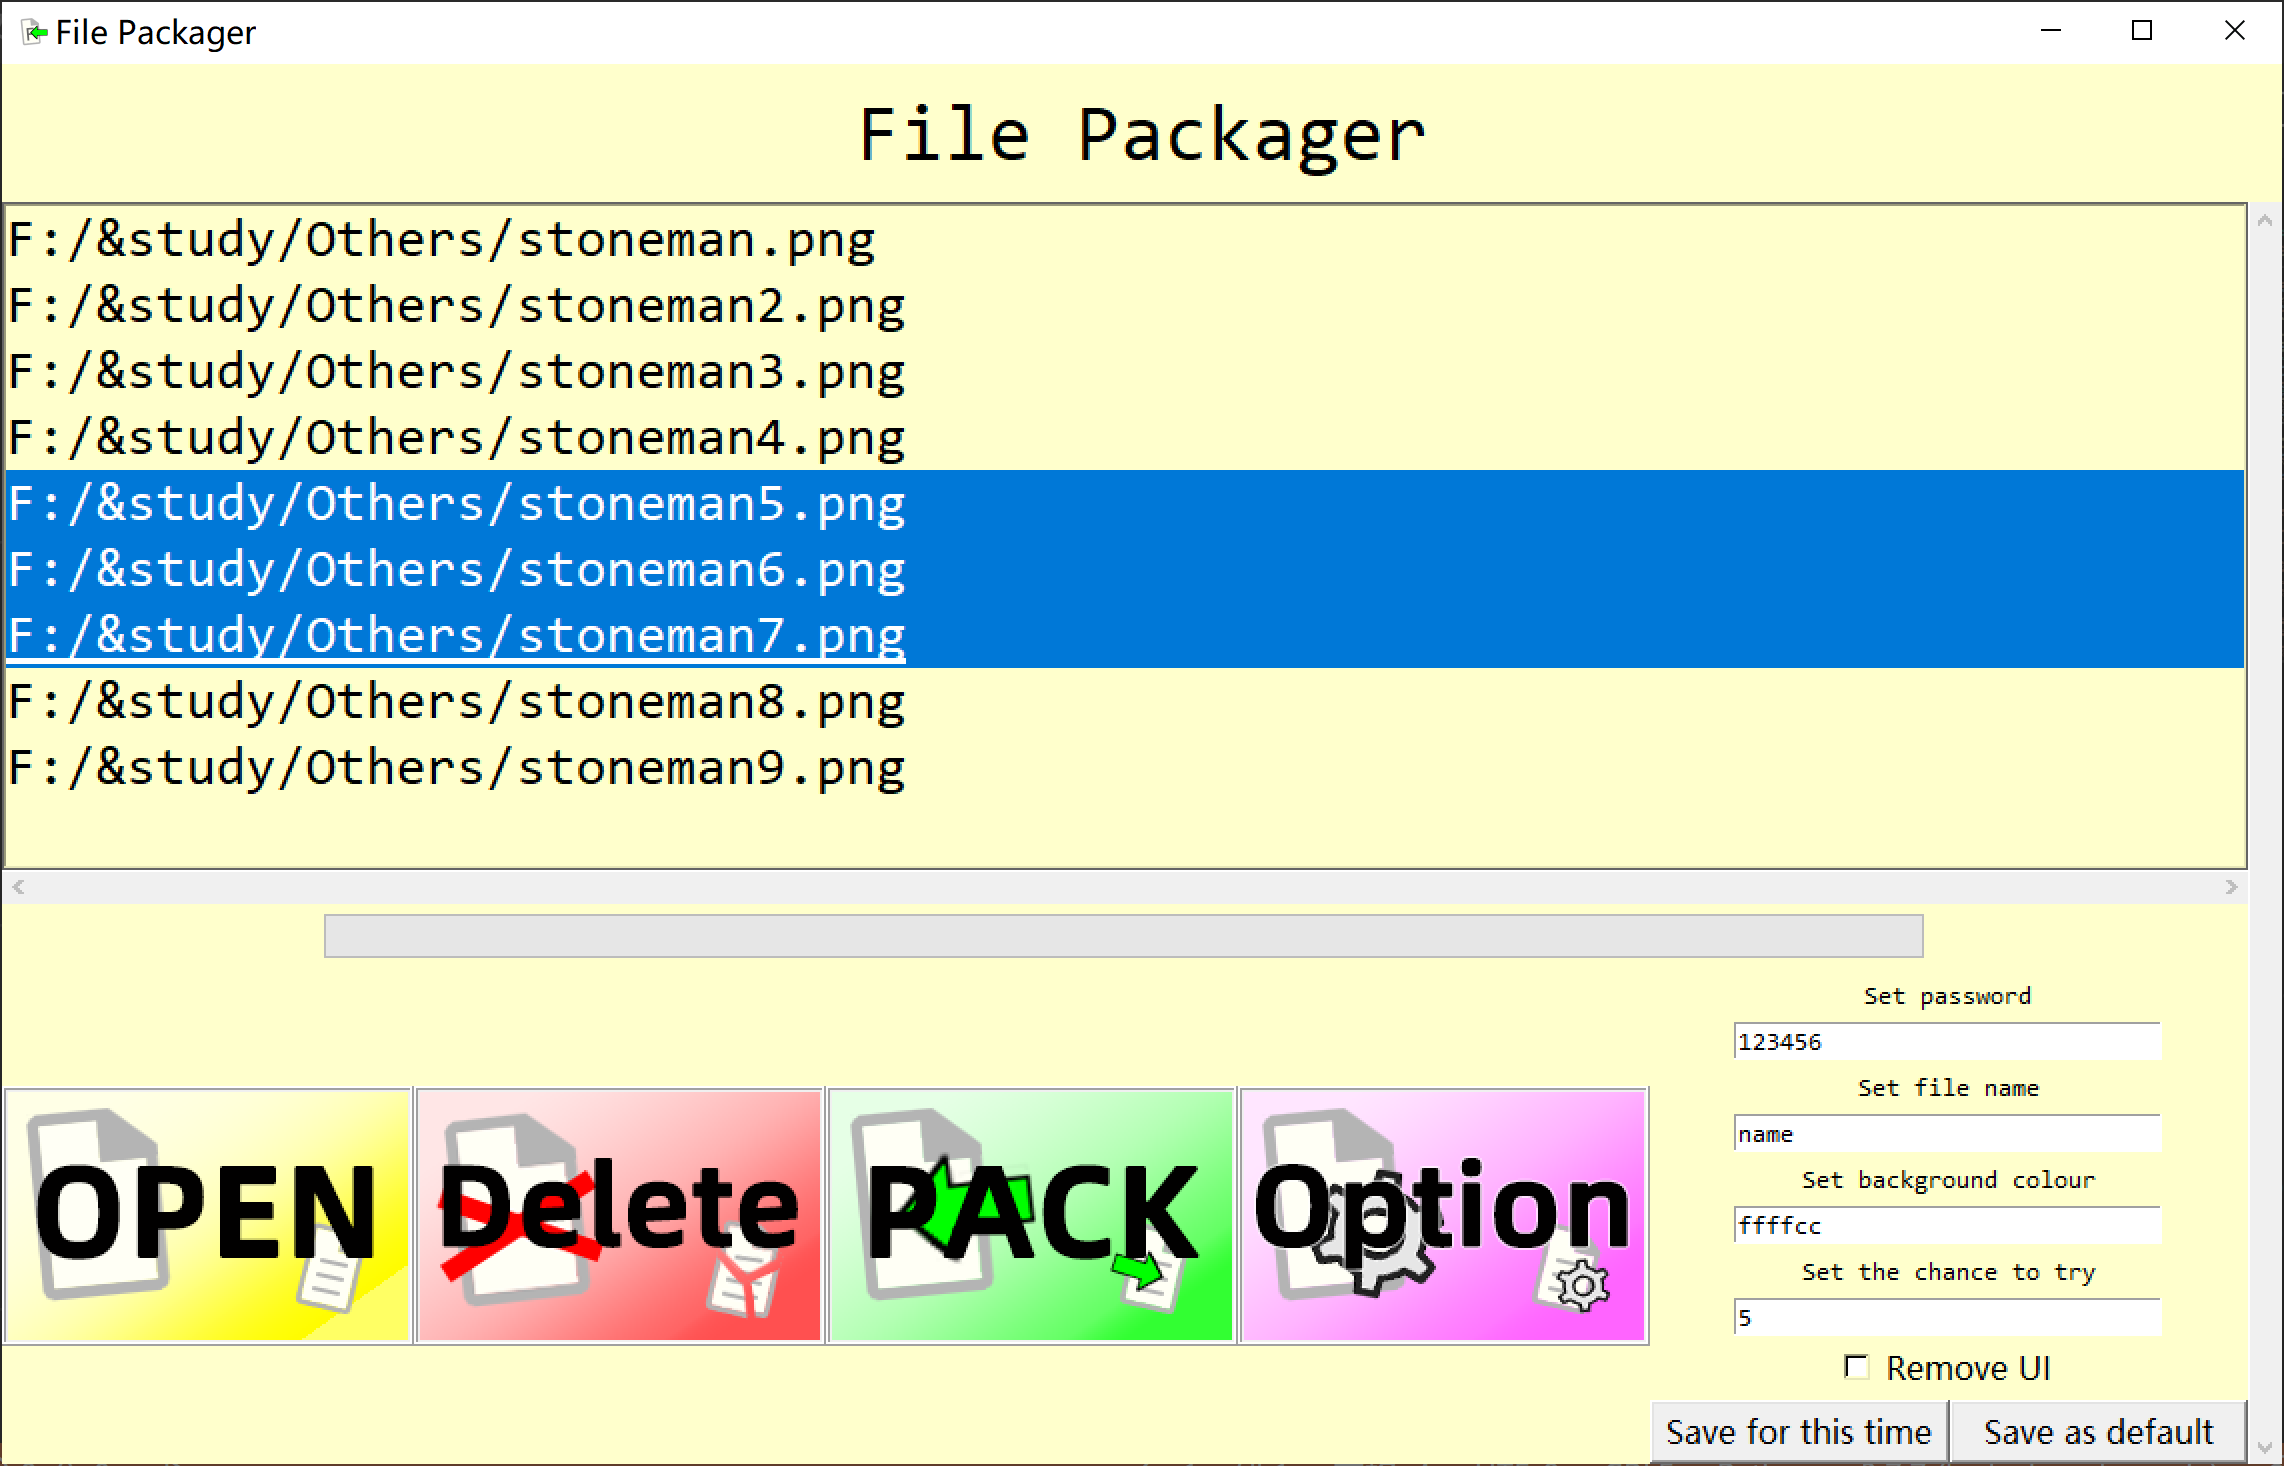 File Packager
File Packager
F:/&study/Others/stoneman.png
F:/&study/Others/stoneman2.png
F:/&study/Others/stoneman3.png
F:/&study/Others/stoneman4.png
F:/&study/Others/stoneman5.png
F:/&study/Others/stoneman6.png
F:/&study/Others/stoneman7.png
F:/&study/Others/stoneman8.png
F:/&study/Others/stoneman9.png
Set password
123456
Set file name
name
Set background colour
ffffcc
Set the chance to try
5
Remove UI
OPEN
Delete
PACK
Option
Save for this time
Save as default